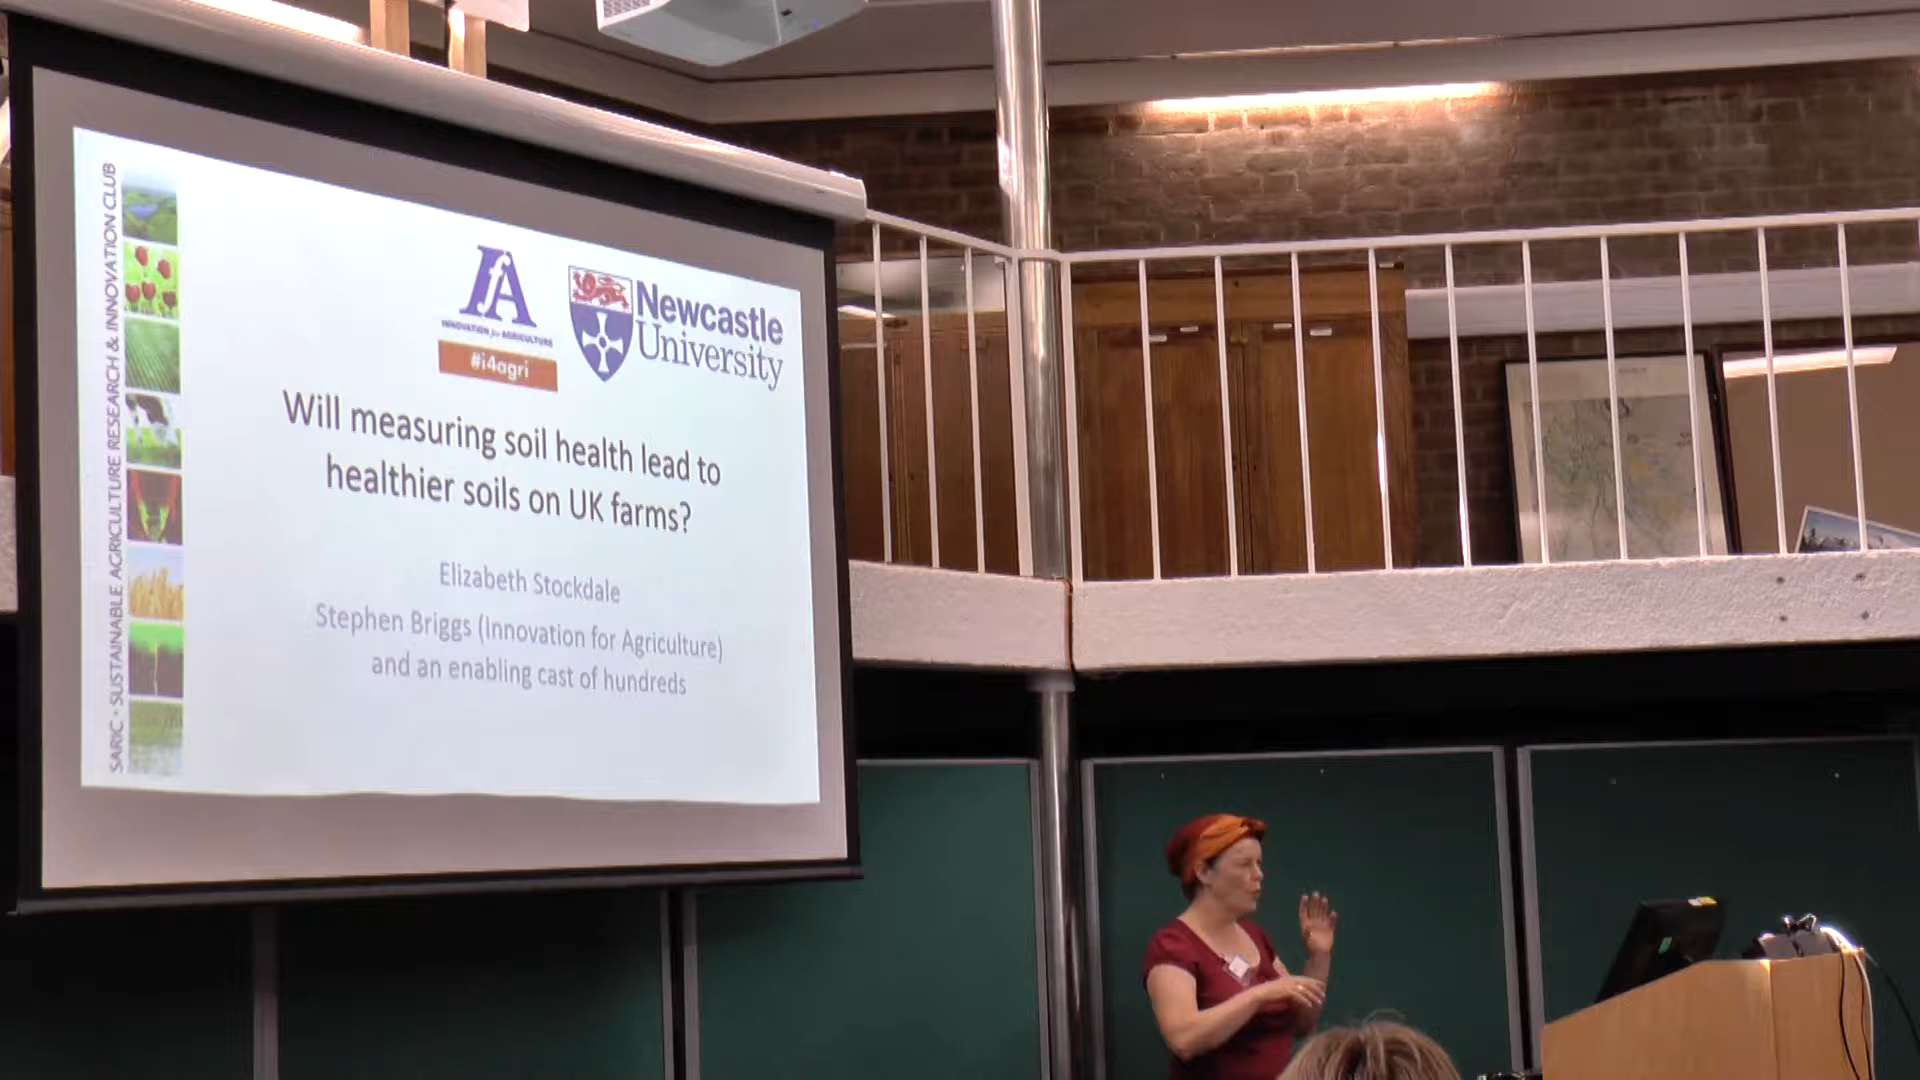 SARIC - SUSTAINABLE AGRICULTURE RESEARCH & INNOVATION CLUB
IfA
INNOVATION for AGRICULTURE
#i4agri
Newcastle
University
Will measuring soil health lead to
healthier soils on UK farms?
Elizabeth Stockdale
Stephen Briggs (Innovation for Agriculture)
and an enabling cast of hundreds